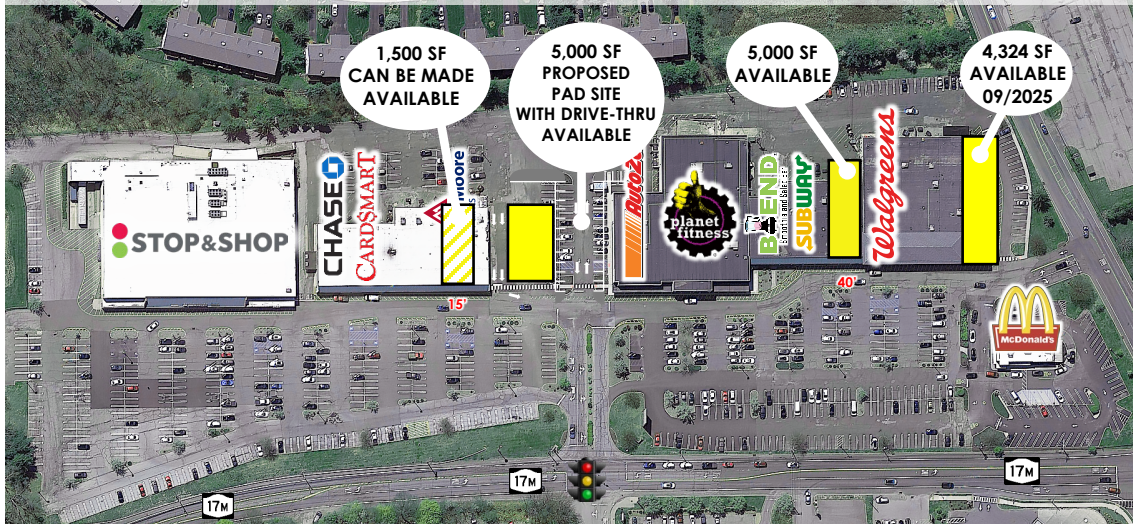 1,500 SF
CAN BE MADE
AVAILABLE
5,000 SF
PROPOSED
PAD SITE
WITH DRIVE-THRU
AVAILABLE
5,000 SF
AVAILABLE
4,324 SF
AVAILABLE
09/2025
STOP&SHOP
CHASE
CARDSMART
Moore
planet
fitness
SUBWAY
Walgreens
McDonald's
15'
40'
17M
17M
17M